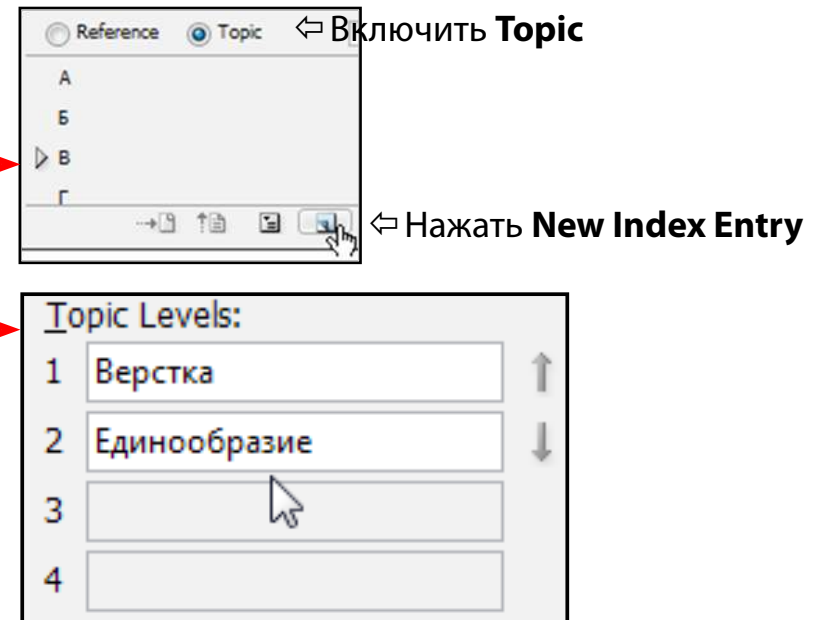 Reference Topic ⇦ Включить Topic
А
Б
В
Г
⇦ Нажать New Index Entry
Topic Levels:
1 Верстка
2 Единообразие
3
4